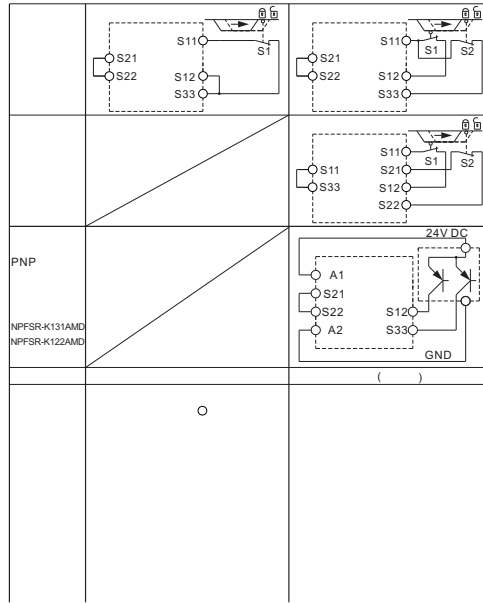 S11
S1
S21
S22
S12
S33
S11
S1
S2
S21
S22
S12
S33
S11
S1
S2
S11
S21
S33
S12
S22
24V DC
PNP
A1
S21
S22
S12
NPFSR-K131AMD
A2
S33
NPFSR-K122AMD
GND
( )